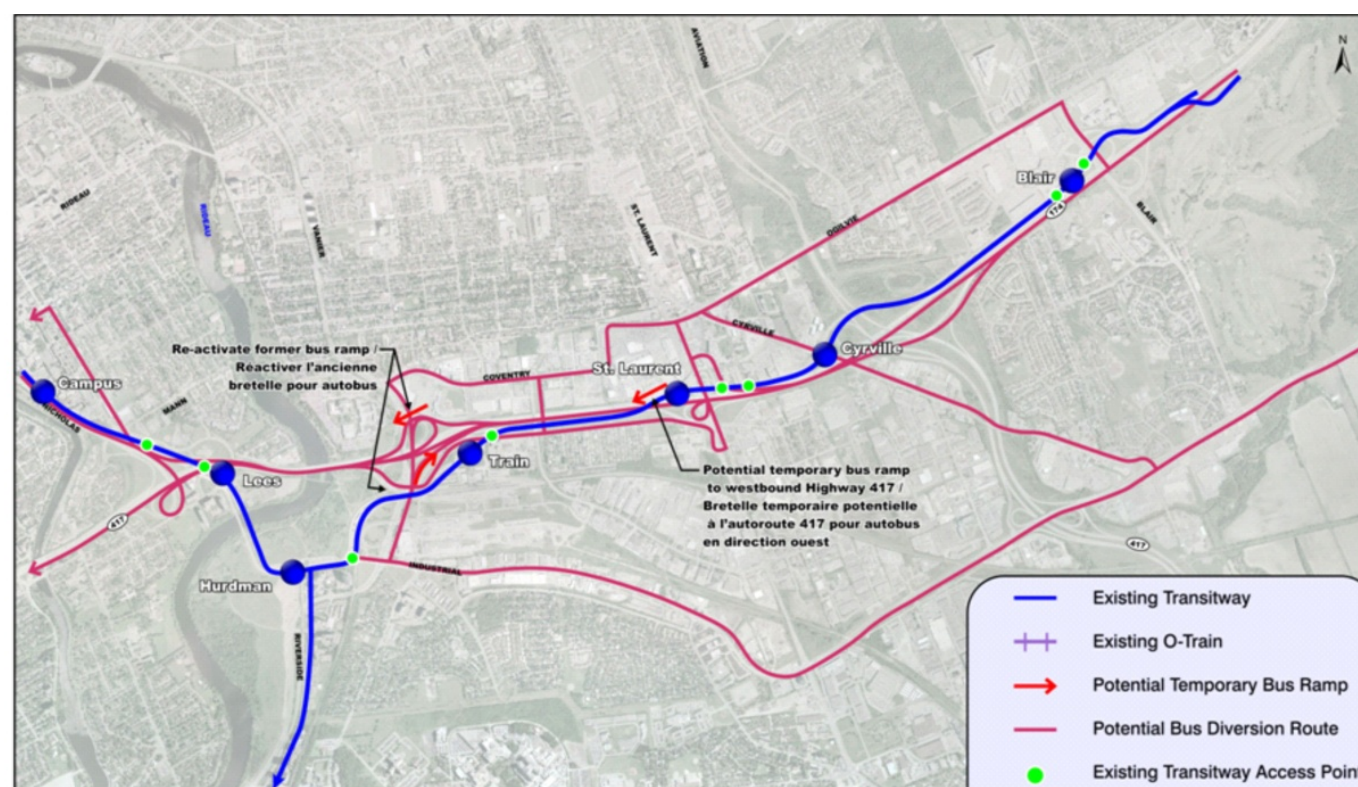 AVIATION
N
RIDEAU
RIDEAU
VANIER
ST. LAURENT
OGILVIE
Blair
174
BLAIR
CYRVILLE
Cyrville
Re-activate former bus ramp /
Réactiver l'ancienne
bretelle pour autobus
COVENTRY
St. Laurent
Campus
NICHOLAS
MANN
Lees
Train
Potential temporary bus ramp
to westbound Highway 417 /
Bretelle temporaire potentielle
à l'autoroute 417 pour autobus
en direction ouest
417
417
Hurdman
INDUSTRIAL
RIVERSIDE
Existing Transitway
Existing O-Train
Potential Temporary Bus Ramp
Potential Bus Diversion Route
Existing Transitway Access Poin